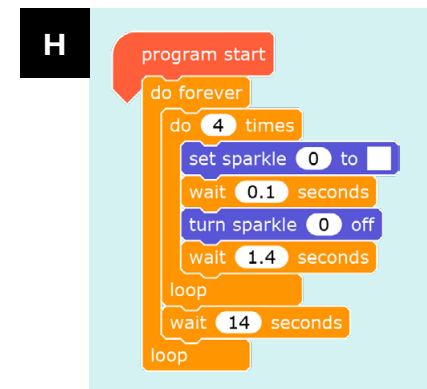 H
program start
do forever
do 4 times
set sparkle 0 to
wait 0.1 seconds
turn sparkle 0 off
wait 1.4 seconds
loop
wait 14 seconds
loop